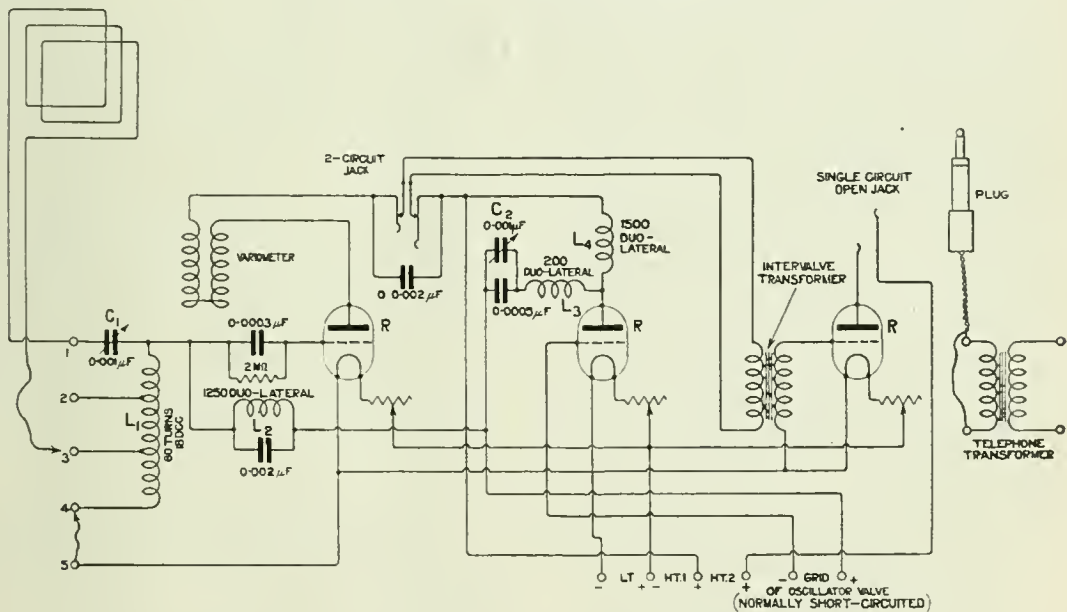 2-CIRCUIT
JACK
SINGLE CIRCUIT
OPEN JACK
PLUG
C2
0·001μF
1500
DUO-
LATERAL
L4
VARIOMETER
200
DUO-LATERAL
0·002μF
0·0005μF
L3
INTERVALVE
TRANSFORMER
C1
0·001μF
0·0003μF
R
R
R
2 MΩ
1250 DUO-LATERAL
L2
0·002μF
1
2
3
4
5
L1
80 TURNS
18 DCC
TELEPHONE
TRANSFORMER
- LT + - HT.1 + HT.2 + - GRID +
OF OSCILLATOR VALVE
(NORMALLY SHORT-CIRCUITED)